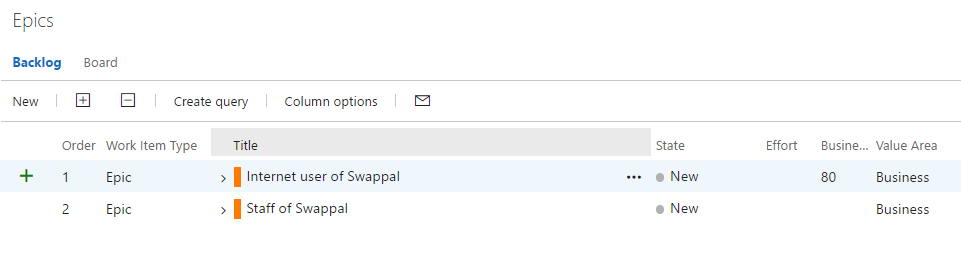 Epics
Backlog Board
New Create query Column options
Order Work Item Type Title State Effort Busine... Value Area
1 Epic Internet user of Swappal ... New 80 Business
2 Epic Staff of Swappal New Business